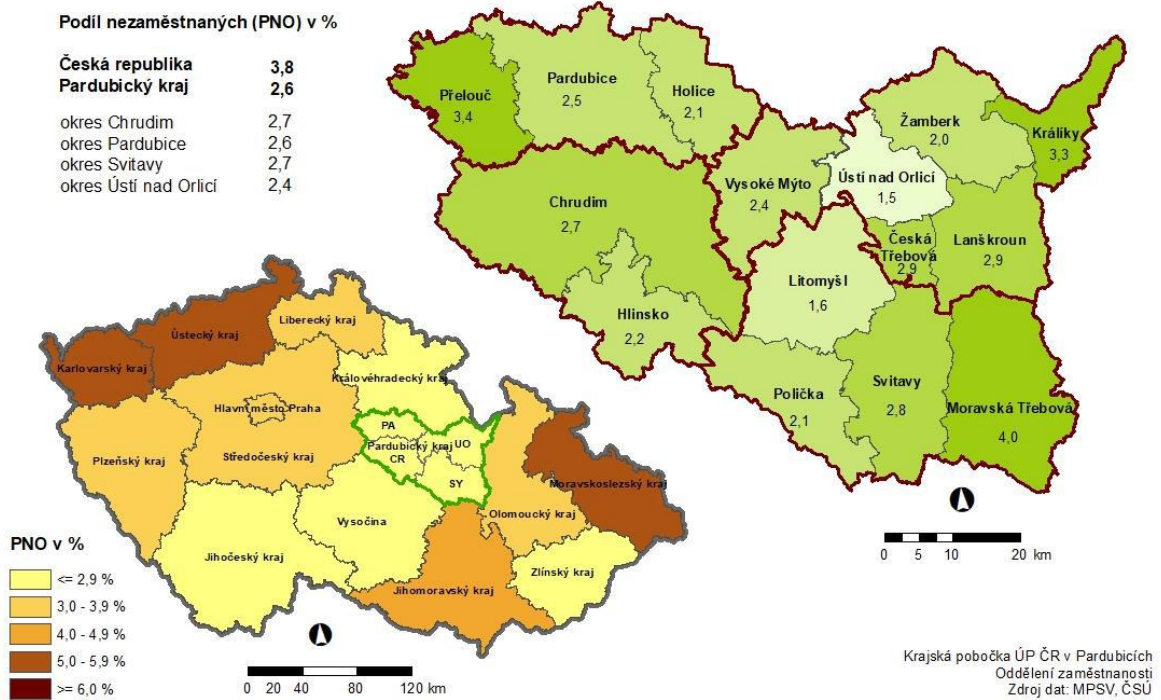 Podíl nezaměstnaných (PNO) v %
Česká republika 3,8
Pardubický kraj 2,6
okres Chrudim 2,7
okres Pardubice 2,6
okres Svitavy 2,7
okres Ústí nad Orlicí 2,4
Přelouč
3,4
Pardubice
2,5
Holice
2,1
Žamberk
2,0
Králíky
3,3
Vysoké Mýto
2,4
Ústí nad Orlicí
1,5
Chrudim
2,7
Česká
Třebová
2,9
Lanškroun
2,9
Litomyšl
1,6
Hlinsko
2,2
Polička
2,1
Svitavy
2,8
Moravská Třebová
4,0
0 5 10 20 km
Karlovarský kraj
Ústecký kraj
Liberecký kraj
Královéhradecký kraj
Hlavní město Praha
Středočeský kraj
Plzeňský kraj
PA
UO
Pardubický kraj
CR
SY
Moravskoslezský kraj
Olomoucký kraj
Vysočina
Jihočeský kraj
Zlínský kraj
Jihomoravský kraj
PNO v %
<= 2,9 %
3,0 - 3,9 %
4,0 - 4,9 %
5,0 - 5,9 %
>= 6,0 %
0 20 40 80 120 km
Krajská pobočka ÚP ČR v Pardubicích
Oddělení zaměstnanosti
Zdroj dat: MPSV, ČSÚ